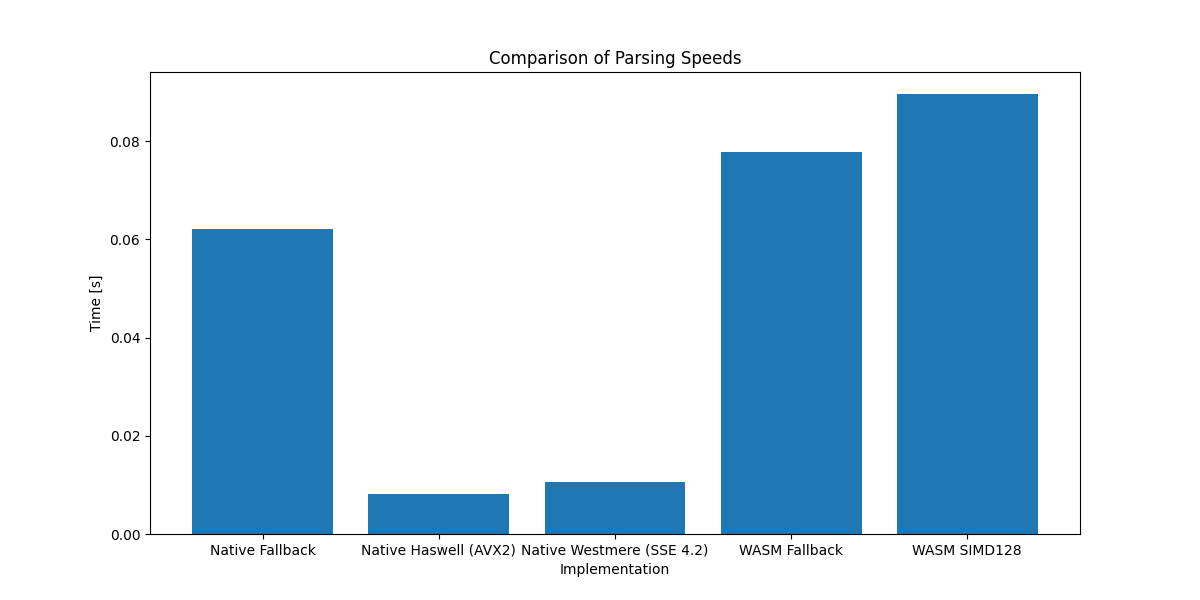 Comparison of Parsing Speeds
0.08
0.06
0.04
0.02
0.00
Time [s]
Native Fallback
Native Haswell (AVX2)
Native Westmere (SSE 4.2)
WASM Fallback
WASM SIMD128
Implementation